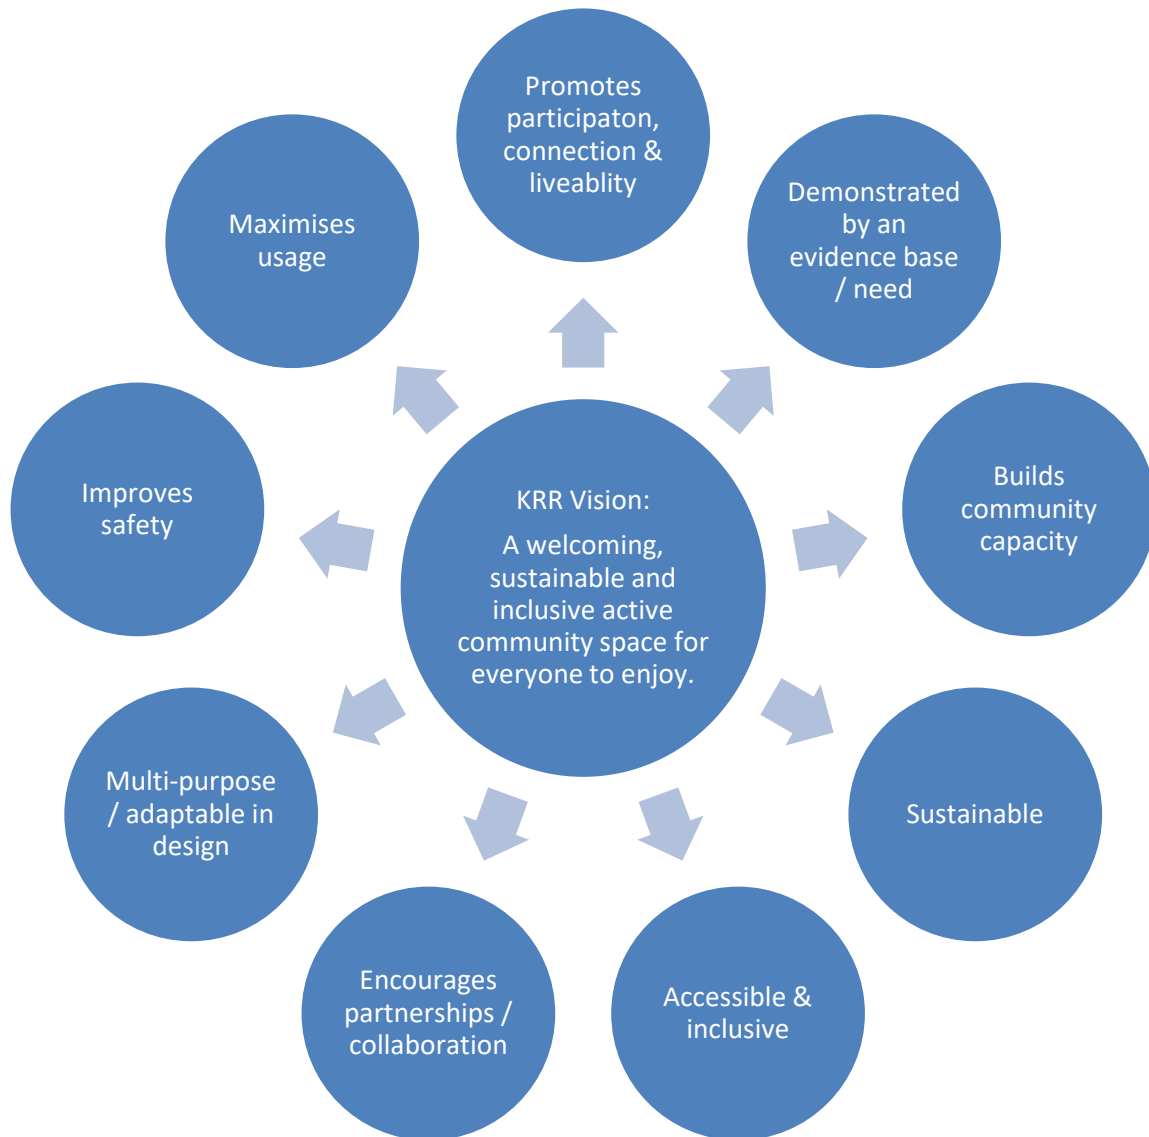 Promotes
participaton,
connection &
liveablity
Demonstrated
by an
evidence base
/ need
Builds
community
capacity
Sustainable
Accessible &
inclusive
Encourages
partnerships /
collaboration
Multi-purpose
/ adaptable in
design
Improves
safety
Maximises
usage
KRR Vision:
A welcoming,
sustainable and
inclusive active
community space for
everyone to enjoy.